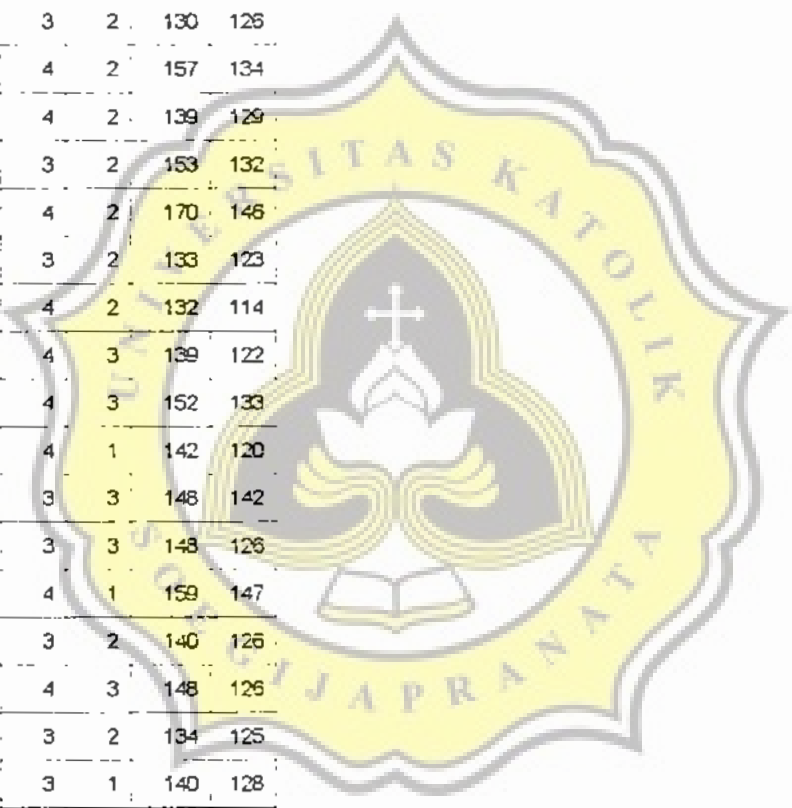 3 2 130 126
4 2 157 134
4 2 139 129
3 2 153 132
4 2 170 146
3 2 133 123
4 2 132 114
4 3 139 122
4 3 152 133
4 1 142 120
3 3 148 142
3 3 148 126
4 1 159 147
3 2 140 126
4 3 148 126
3 2 134 125
3 1 140 128
UNIVERSITAS KATOLIK
SOEGIJAPRANATA